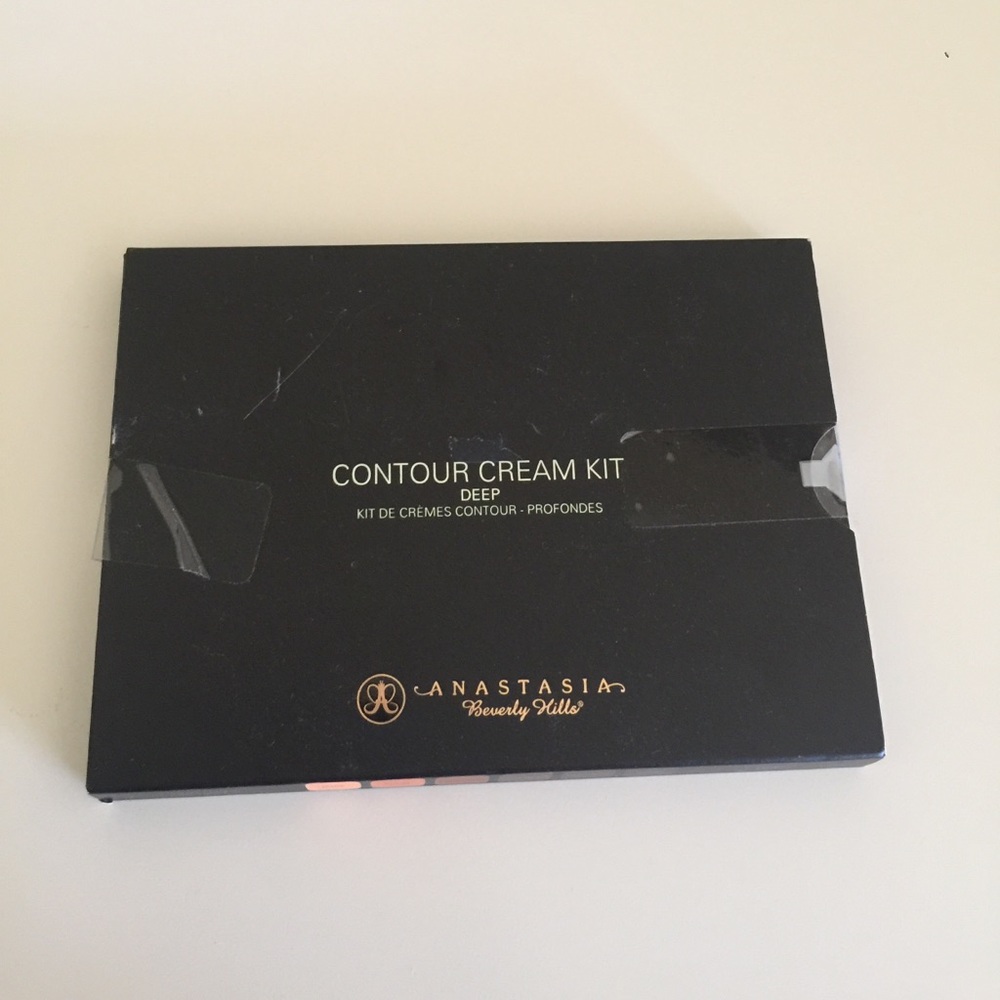 CONTOUR CREAM KIT
DEEP
KIT DE CRÈMES CONTOUR - PROFONDES
ANASTASIA
Beverly Hills®